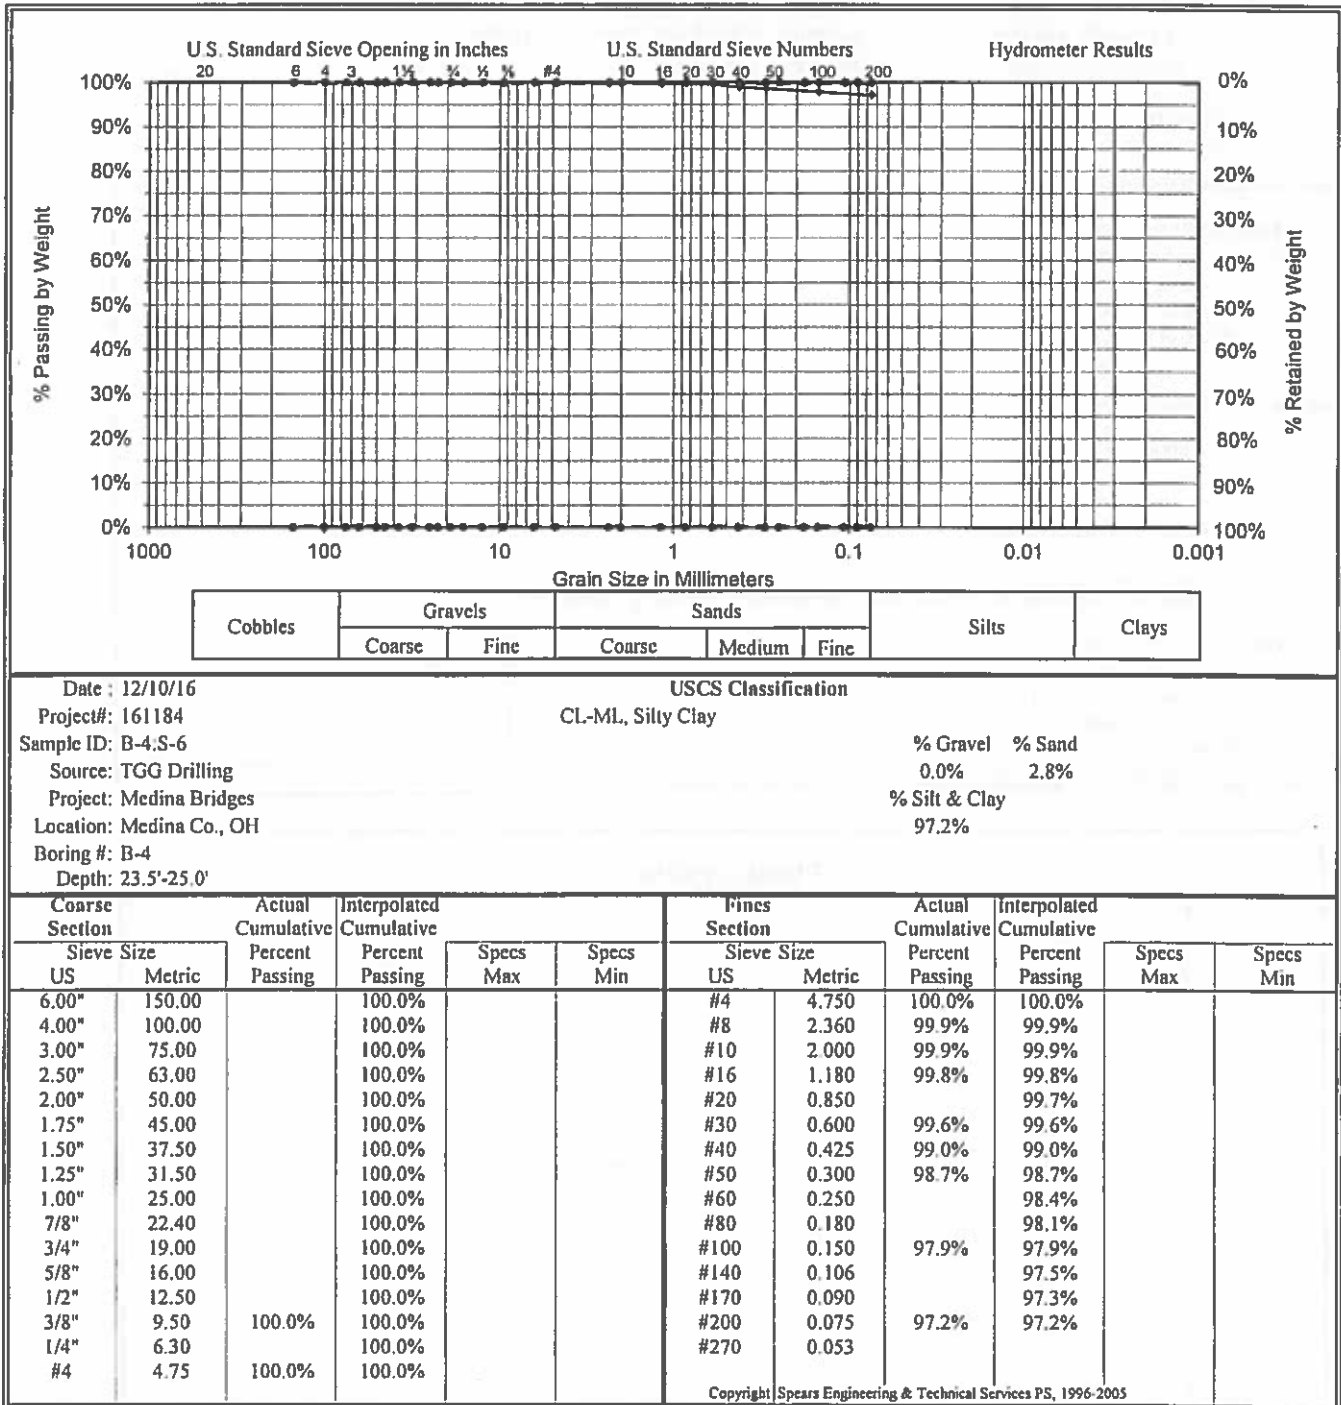 U.S. Standard Sieve Opening in Inches U.S. Standard Sieve Numbers Hydrometer Results
20 6 4 3 1½ ¾ ½ ⅜ #4 10 16 20 30 40 50 100 200
100% 0%
90% 10%
80% 20%
70% 30%
60% 40%
50% 50%
40% 60%
30% 70%
20% 80%
10% 90%
0% 100%
% Passing by Weight
% Retained by Weight
1000 100 10 1 0.1 0.01 0.001
Grain Size in Millimeters
Cobbles Gravels Sands Silts Clays
Coarse Fine Coarse Medium Fine
Date : 12/10/16 USCS Classification
Project#: 161184 CL-ML, Silty Clay
Sample ID: B-4:S-6 % Gravel % Sand
Source: TGG Drilling 0.0% 2.8%
Project: Medina Bridges % Silt & Clay
Location: Medina Co., OH 97.2%
Boring #: B-4
Depth: 23.5'-25.0'
Coarse Actual Interpolated Fines Actual Interpolated
Section Cumulative Cumulative Section Cumulative Cumulative
Sieve Size Percent Percent Specs Specs Sieve Size Percent Percent Specs Specs
US Metric Passing Passing Max Min US Metric Passing Passing Max Min
6.00" 150.00 100.0% #4 4.750 100.0% 100.0%
4.00" 100.00 100.0% #8 2.360 99.9% 99.9%
3.00" 75.00 100.0% #10 2.000 99.9% 99.9%
2.50" 63.00 100.0% #16 1.180 99.8% 99.8%
2.00" 50.00 100.0% #20 0.850 99.7%
1.75" 45.00 100.0% #30 0.600 99.6% 99.6%
1.50" 37.50 100.0% #40 0.425 99.0% 99.0%
1.25" 31.50 100.0% #50 0.300 98.7% 98.7%
1.00" 25.00 100.0% #60 0.250 98.4%
7/8" 22.40 100.0% #80 0.180 98.1%
3/4" 19.00 100.0% #100 0.150 97.9% 97.9%
5/8" 16.00 100.0% #140 0.106 97.5%
1/2" 12.50 100.0% #170 0.090 97.3%
3/8" 9.50 100.0% 100.0% #200 0.075 97.2% 97.2%
1/4" 6.30 100.0% #270 0.053
#4 4.75 100.0% 100.0%
Copyright Spears Engineering & Technical Services PS, 1996-2005